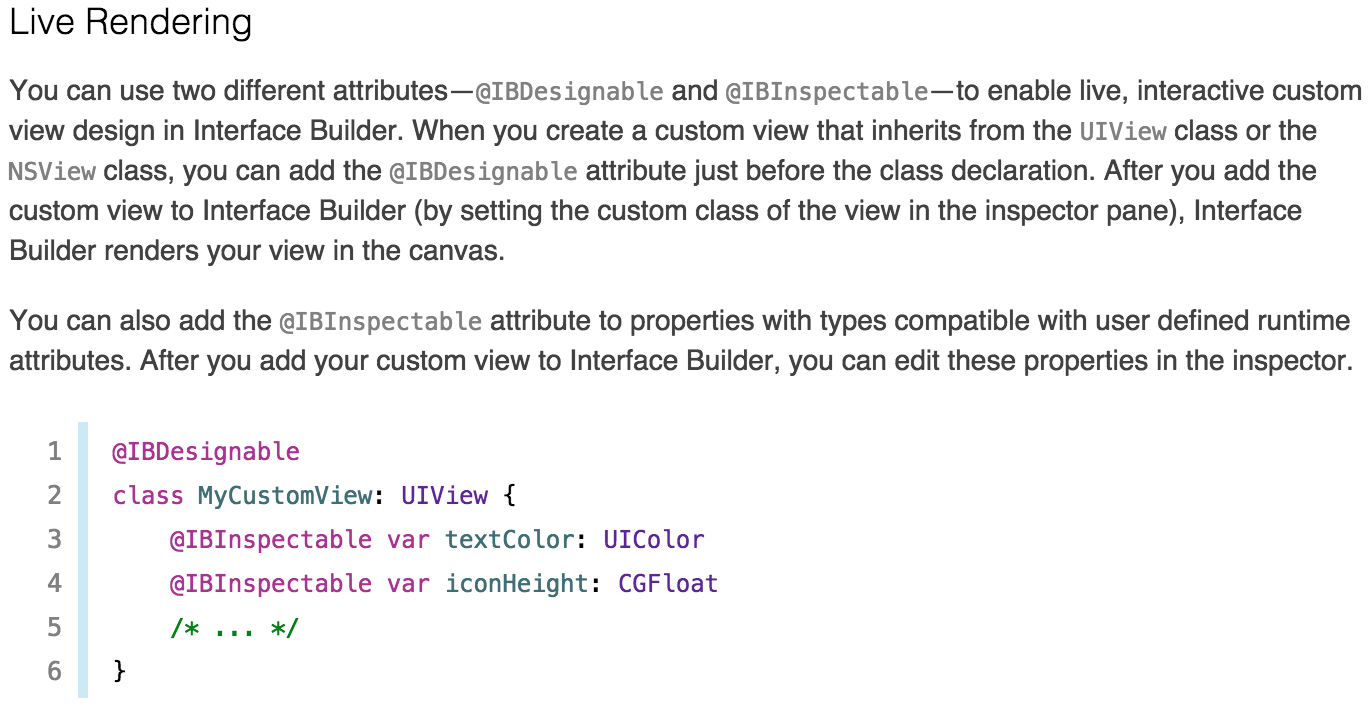 Live Rendering
You can use two different attributes—@IBDesignable and @IBInspectable—to enable live, interactive custom
view design in Interface Builder. When you create a custom view that inherits from the UIView class or the
NSView class, you can add the @IBDesignable attribute just before the class declaration. After you add the
custom view to Interface Builder (by setting the custom class of the view in the inspector pane), Interface
Builder renders your view in the canvas.
You can also add the @IBInspectable attribute to properties with types compatible with user defined runtime
attributes. After you add your custom view to Interface Builder, you can edit these properties in the inspector.
1 @IBDesignable
2 class MyCustomView: UIView {
3     @IBInspectable var textColor: UIColor
4     @IBInspectable var iconHeight: CGFloat
5     /* ... */
6 }